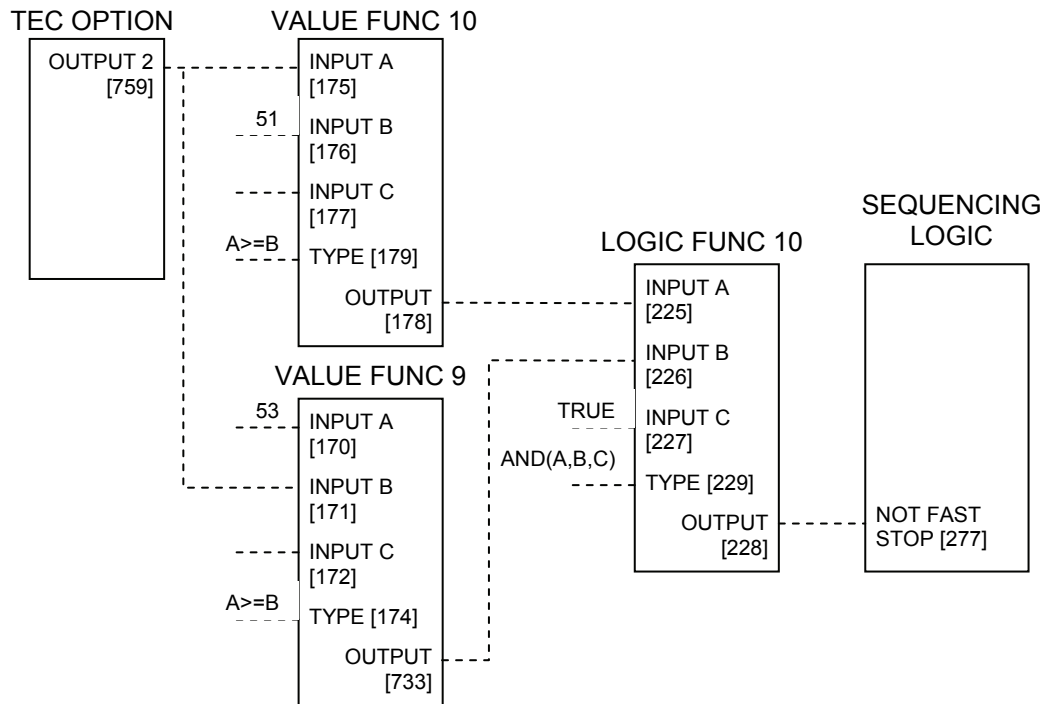 TEC OPTION
OUTPUT 2
[759]
VALUE FUNC 10
INPUT A
[175]
51
INPUT B
[176]
INPUT C
[177]
A>=B
TYPE [179]
OUTPUT
[178]
VALUE FUNC 9
53
INPUT A
[170]
INPUT B
[171]
INPUT C
[172]
A>=B
TYPE [174]
OUTPUT
[733]
LOGIC FUNC 10
INPUT A
[225]
INPUT B
[226]
TRUE
INPUT C
[227]
AND(A,B,C)
TYPE [229]
OUTPUT
[228]
SEQUENCING
LOGIC
NOT FAST
STOP [277]